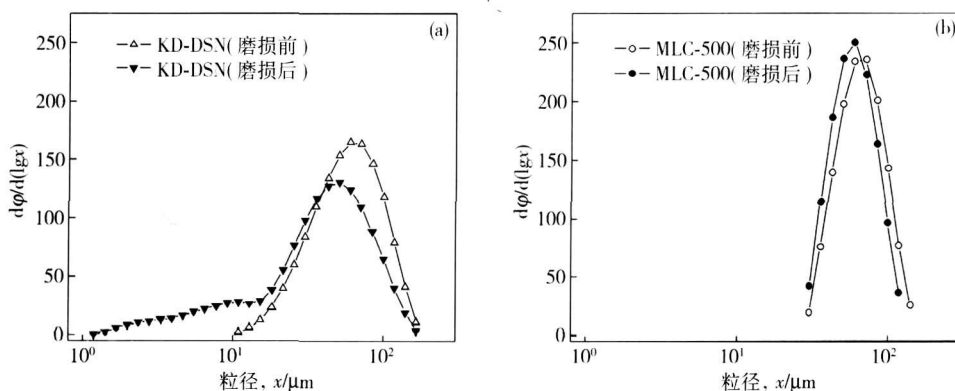 (a)
KD-DSN(磨损前)
KD-DSN(磨损后)
250
200
150
100
50
0
dφ/d(lgx)
10⁰
10¹
10²
粒径, x/μm
(b)
MLC-500(磨损前)
MLC-500(磨损后)
250
200
150
100
50
0
dφ/d(lgx)
10⁰
10¹
10²
粒径, x/μm